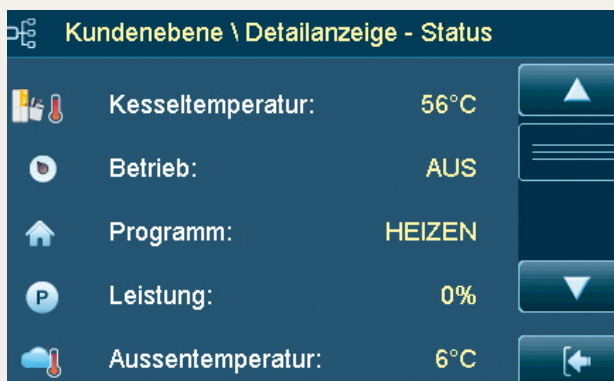 Kundenebene \ Detailanzeige - Status
Kesseltemperatur: 56°C
Betrieb: AUS
Programm: HEIZEN
P Leistung: 0%
Aussentemperatur: 6°C